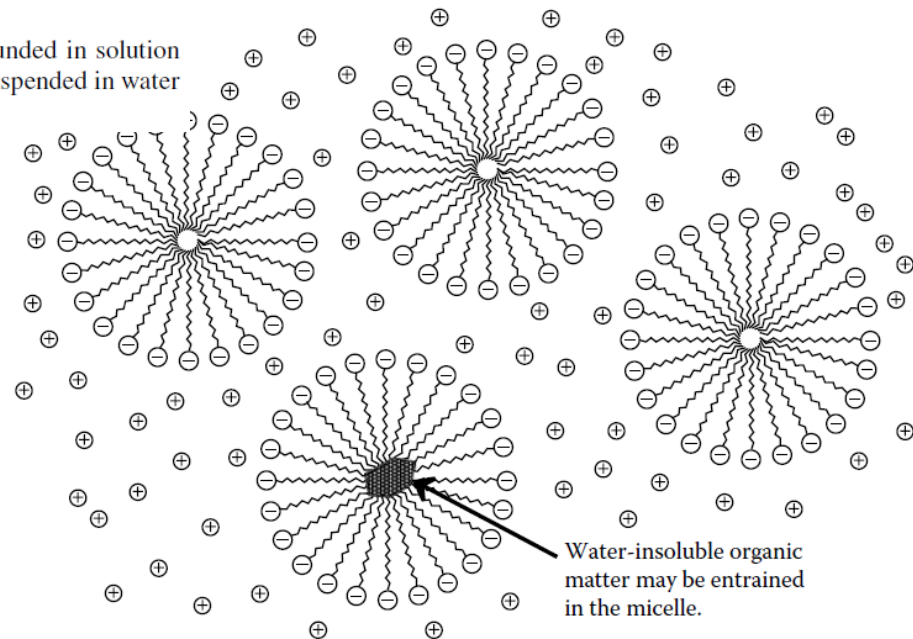 unded in solution
spended in water
Water-insoluble organic
matter may be entrained
in the micelle.